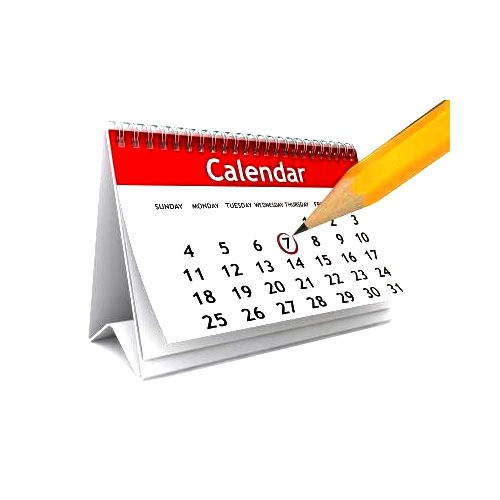 Calendar
SUNDAY MONDAY TUESDAY WEDNESDAY THURSDAY
2 3
4 5 6 7 8 9 10
11 12 13 14 15 16 17
18 19 20 21 22 23 24
25 26 27 28 29 30 31